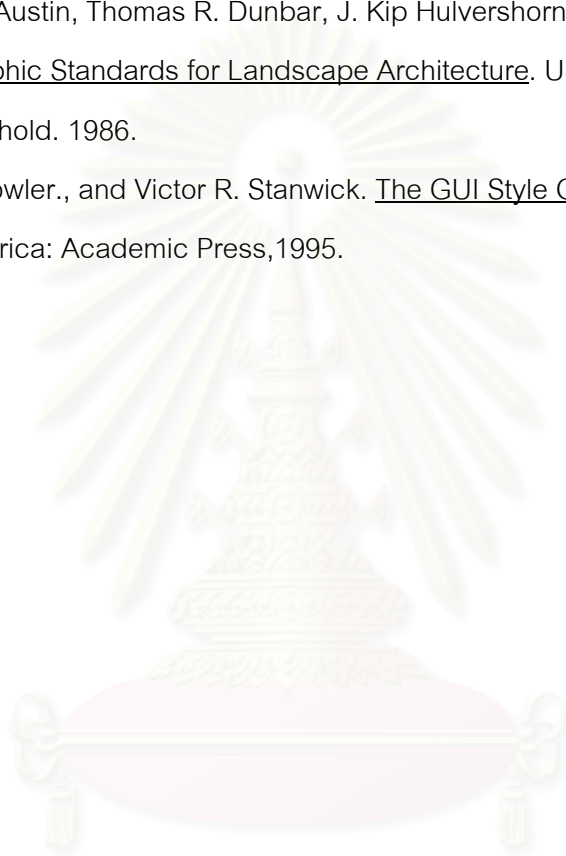 Austin, Thomas R. Dunbar, J. Kip Hulvershorn
phic Standards for Landscape Architecture. U
hold. 1986.
owler., and Victor R. Stanwick. The GUI Style G
rica: Academic Press,1995.